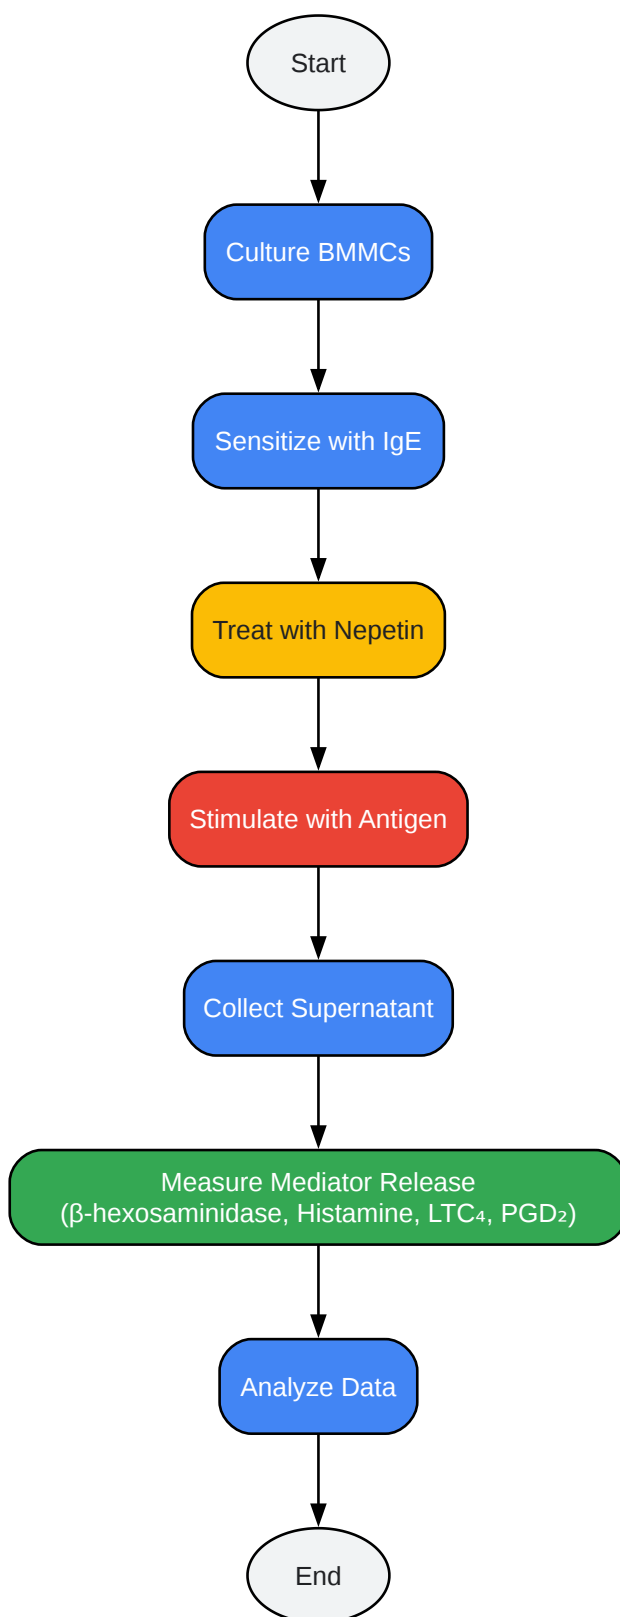 Start
Culture BMMCs
Sensitize with IgE
Treat with Nepetin
Stimulate with Antigen
Collect Supernatant
Measure Mediator Release
(β-hexosaminidase, Histamine, LTC₄, PGD₂)
Analyze Data
End